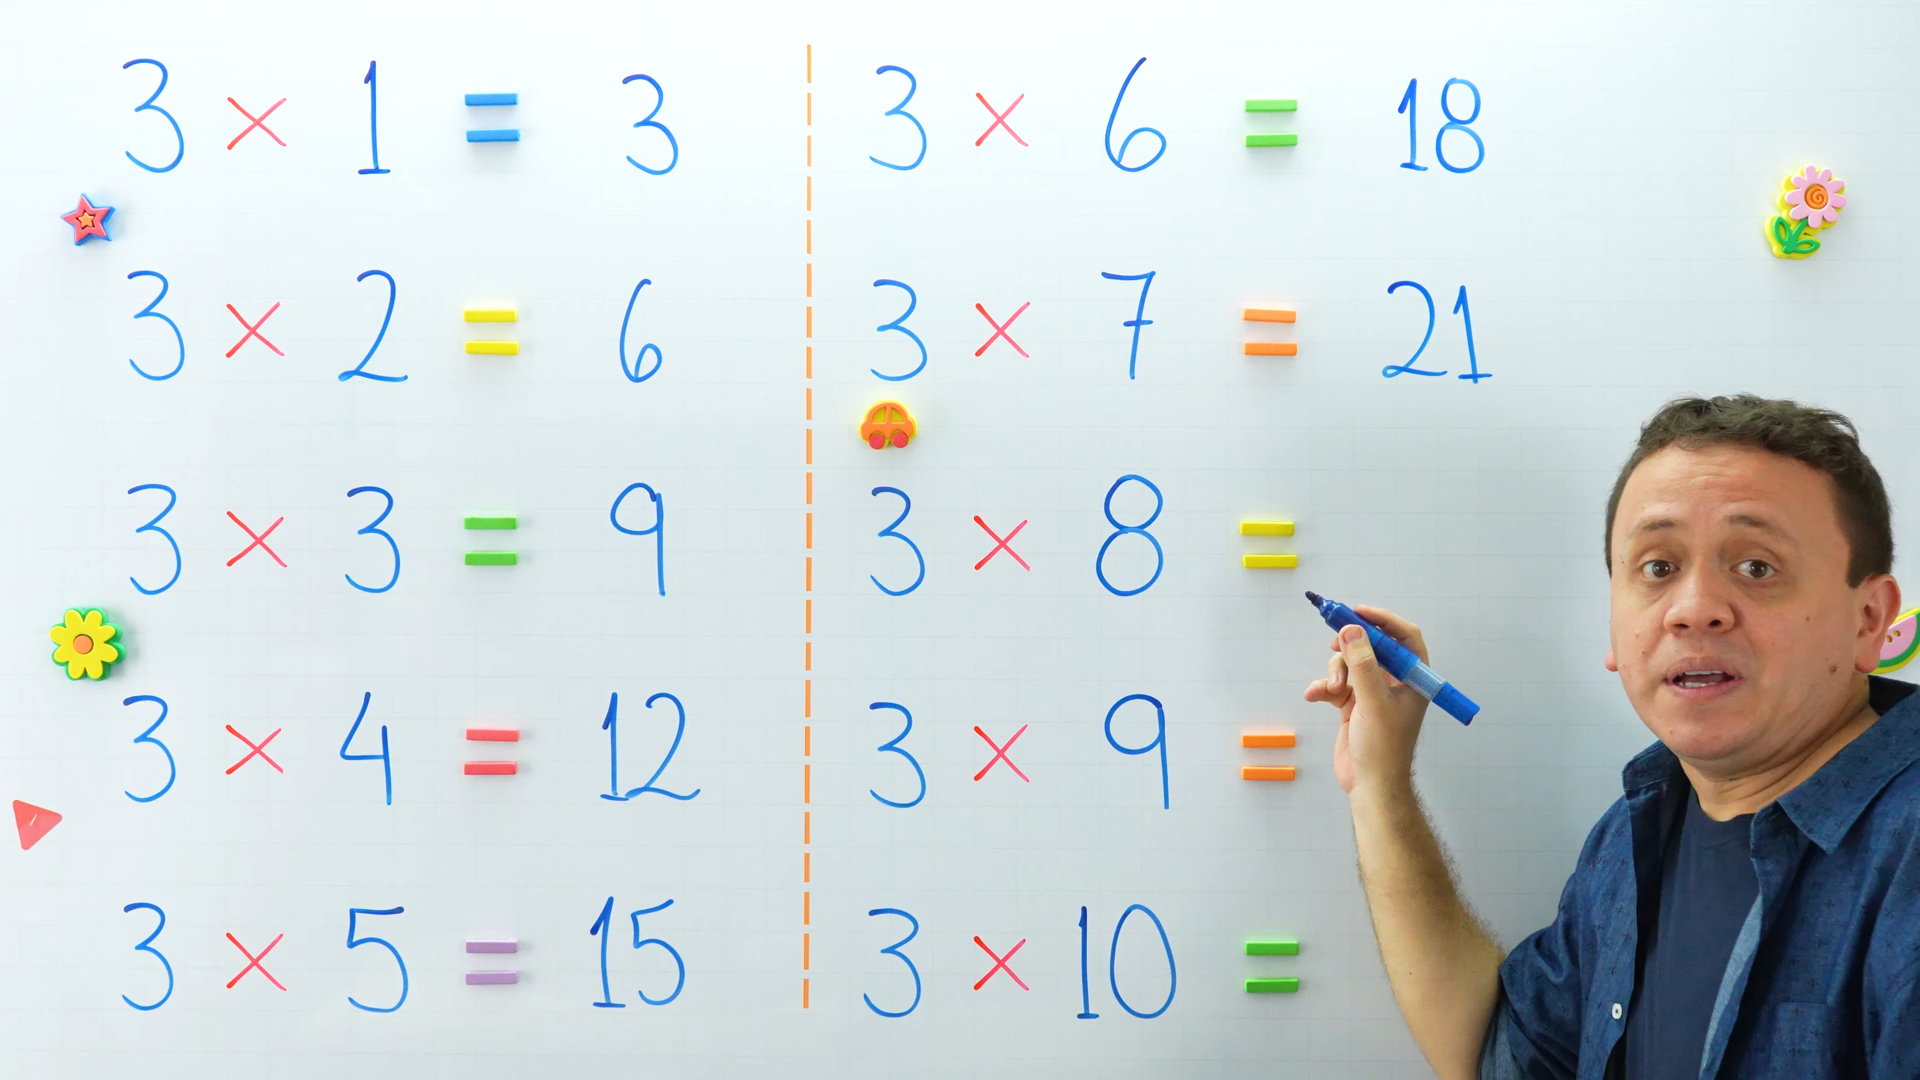 3 × 1 = 3
3 × 2 = 6
3 × 3 = 9
3 × 4 = 12
3 × 5 = 15
3 × 6 = 18
3 × 7 = 21
3 × 8 =
3 × 9 =
3 × 10 =